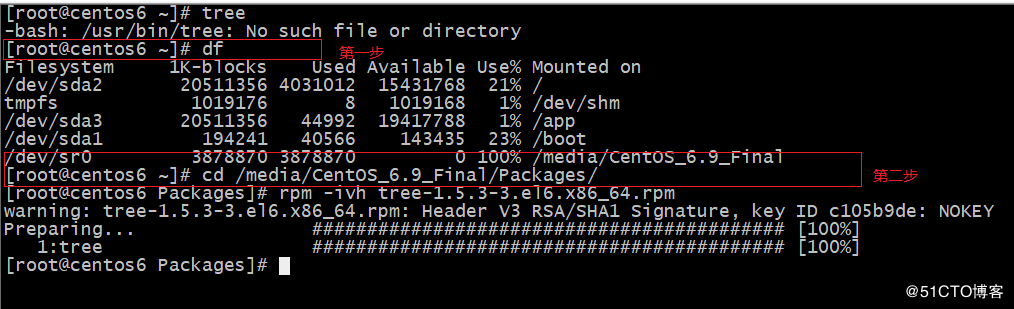 [root@centos6 ~]# tree
-bash: /usr/bin/tree: No such file or directory
[root@centos6 ~]# df 第一步
Filesystem 1K-blocks Used Available Use% Mounted on
/dev/sda2 20511356 4031012 15431768 21% /
tmpfs 1019176 8 1019168 1% /dev/shm
/dev/sda3 20511356 44992 19417788 1% /app
/dev/sda1 194241 40566 143435 23% /boot
/dev/sr0 3878870 3878870 0 100% /media/CentOS_6.9_Final
[root@centos6 ~]# cd /media/CentOS_6.9_Final/Packages/ 第二步
[root@centos6 Packages]# rpm -ivh tree-1.5.3-3.el6.x86_64.rpm
warning: tree-1.5.3-3.el6.x86_64.rpm: Header V3 RSA/SHA1 Signature, key ID c105b9de: NOKEY
Preparing... ########################################### [100%]
1:tree ########################################### [100%]
[root@centos6 Packages]#
@51CTO博客